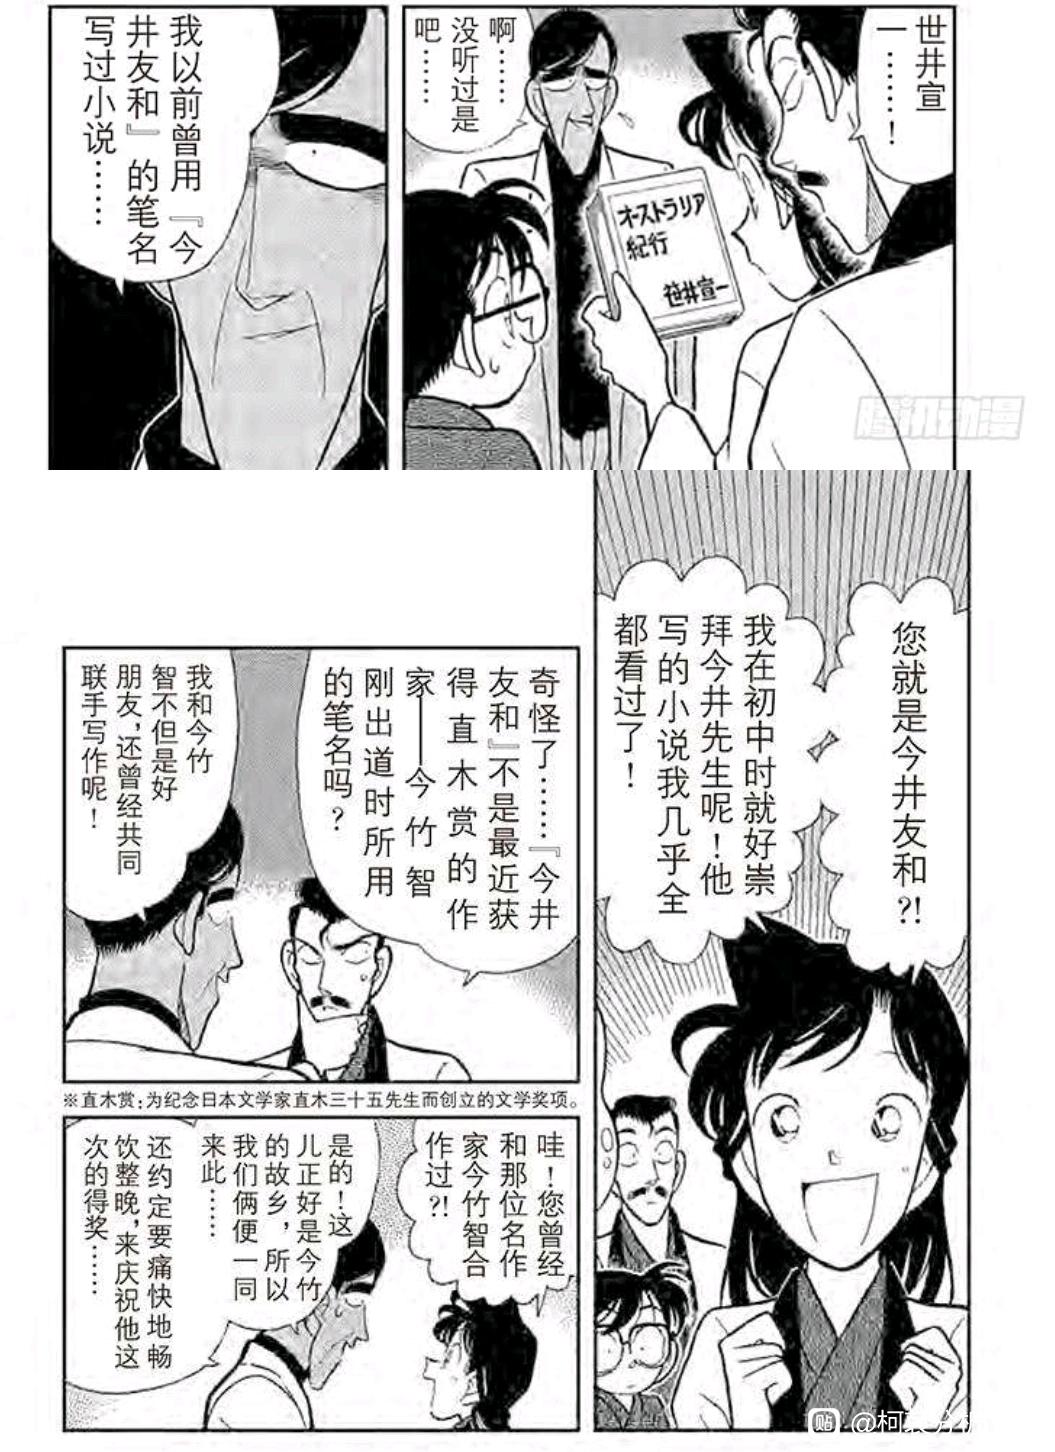 世井宣
一……！
啊……
没听过是
吧……
オーストラリア
紀行
笹井宣一
我以前曾用『今
井友和』的笔名
写过小说……
腾讯动漫
您就是今井友和?!
我在初中时就好崇
拜今井先生呢！他
写的小说我几乎全
都看过了！
奇怪了……『今井
友和』不是最近获
得直木赏的作
家——今竹智
刚出道时所用
的笔名吗？
我和今竹
智不但是好
朋友，还曾经共同
联手写作呢！
※直木赏：为纪念日本文学家直木三十五先生而创立的文学奖项。
哇！您曾经
和那位名作
家今竹智合
作过?!
是的！这
儿正好是今竹
的故乡，所以
我们俩便一同
来此……
还约定要痛快地畅
饮整晚，来庆祝他这
次的得奖……
贴 @柯哀分析